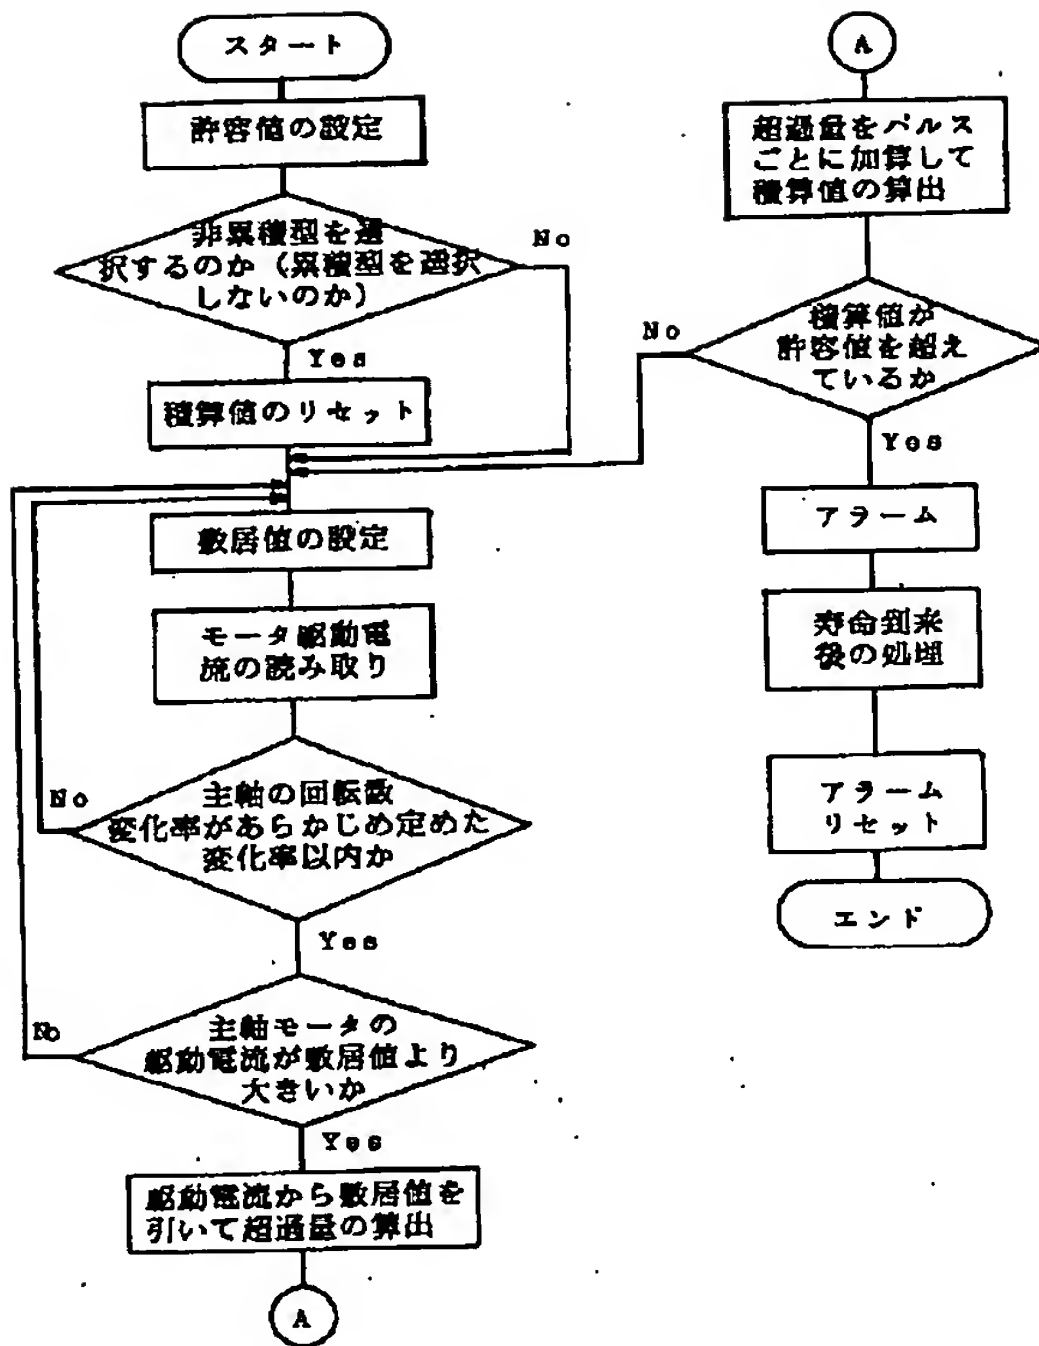 スタート
許容値の設定
非累積型を選
択するのか(累積型を選択
しないのか)
No
Yes
積算値のリセット
敷居値の設定
モータ駆動電
流の読み取り
主軸の回転数
変化率があらかじめ定めた
変化率以内か
No
Yes
主軸モータの
駆動電流が敷居値より
大きいか
No
Yes
駆動電流から敷居値を
引いて超過量の算出
A
A
超過量をパルス
ごとに加算して
積算値の算出
積算値が
許容値を超え
ているか
No
Yes
アラーム
寿命到来
後の処理
アラーム
リセット
エンド